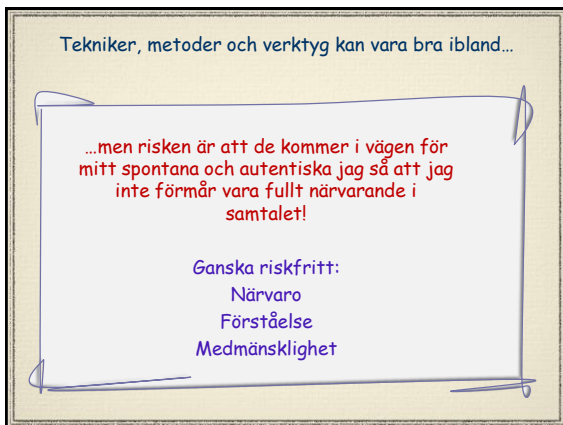 Tekniker, metoder och verktyg kan vara bra ibland…
…men risken är att de kommer i vägen för
mitt spontana och autentiska jag så att jag
inte förmår vara fullt närvarande i
samtalet!
Ganska riskfritt:
Närvaro
Förståelse
Medmänsklighet